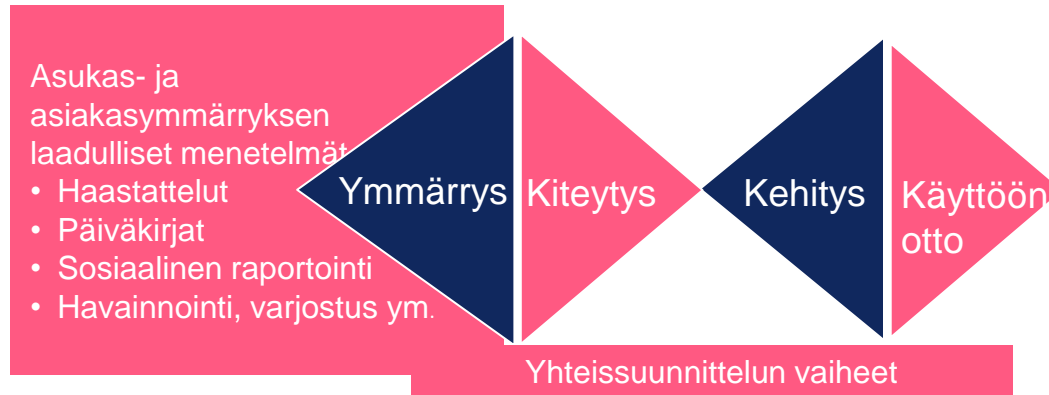 Asukas- ja
asiakasymmärryksen
laadulliset menetelmät
• Haastattelut
• Päiväkirjat
• Sosiaalinen raportointi
• Havainnointi, varjostus ym.
Ymmärrys
Kiteytys
Kehitys
Käyttöön
otto
Yhteissuunnittelun vaiheet